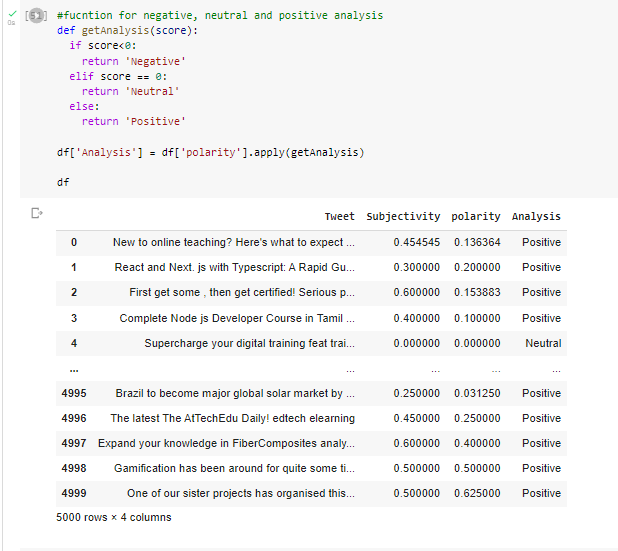 [51] #fucntion for negative, neutral and positive analysis
0s def getAnalysis(score):
if score<0:
return 'Negative'
elif score == 0:
return 'Neutral'
else:
return 'Positive'
df['Analysis'] = df['polarity'].apply(getAnalysis)
df
Tweet Subjectivity polarity Analysis
0 New to online teaching? Here's what to expect ... 0.454545 0.136364 Positive
1 React and Next. js with Typescript: A Rapid Gu... 0.300000 0.200000 Positive
2 First get some , then get certified! Serious p... 0.600000 0.153883 Positive
3 Complete Node js Developer Course in Tamil ... 0.400000 0.100000 Positive
4 Supercharge your digital training feat trai... 0.000000 0.000000 Neutral
... ... ... ... ...
4995 Brazil to become major global solar market by ... 0.250000 0.031250 Positive
4996 The latest The AtTechEdu Daily! edtech elearning 0.450000 0.250000 Positive
4997 Expand your knowledge in FiberComposites analy... 0.600000 0.400000 Positive
4998 Gamification has been around for quite some ti... 0.500000 0.500000 Positive
4999 One of our sister projects has organised this... 0.500000 0.625000 Positive
5000 rows × 4 columns